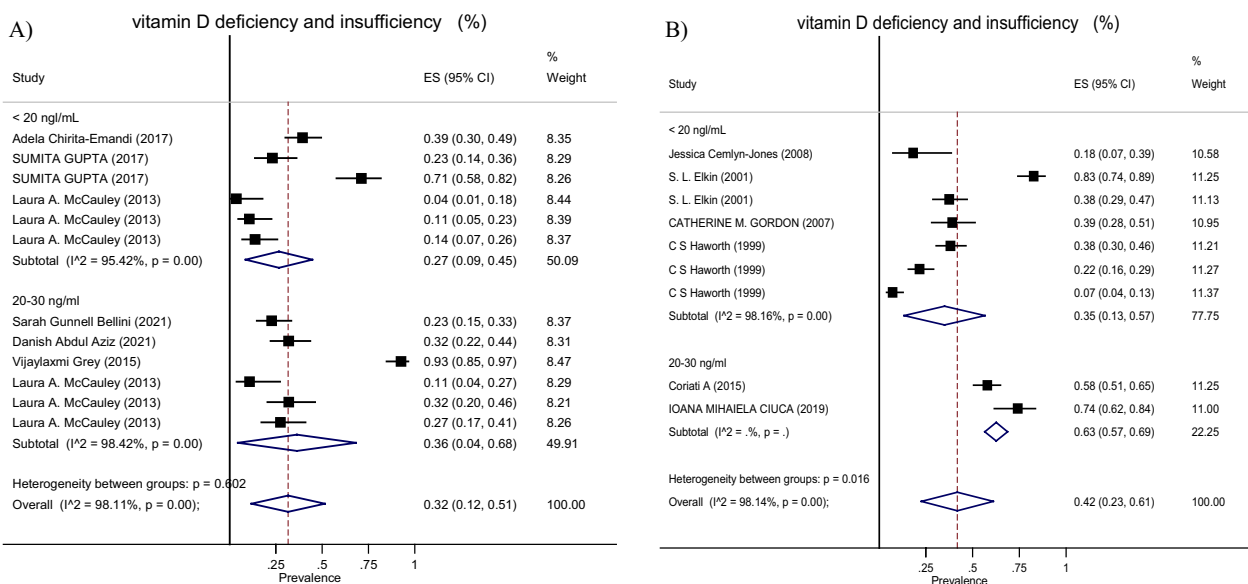 A)
vitamin D deficiency and insufficiency (%)
%
Study ES (95% CI) Weight
< 20 ngl/mL
Adela Chirita-Emandi (2017) 0.39 (0.30, 0.49) 8.35
SUMITA GUPTA (2017) 0.23 (0.14, 0.36) 8.29
SUMITA GUPTA (2017) 0.71 (0.58, 0.82) 8.26
Laura A. McCauley (2013) 0.04 (0.01, 0.18) 8.44
Laura A. McCauley (2013) 0.11 (0.05, 0.23) 8.39
Laura A. McCauley (2013) 0.14 (0.07, 0.26) 8.37
Subtotal (I^2 = 95.42%, p = 0.00) 0.27 (0.09, 0.45) 50.09
20-30 ng/ml
Sarah Gunnell Bellini (2021) 0.23 (0.15, 0.33) 8.37
Danish Abdul Aziz (2021) 0.32 (0.22, 0.44) 8.31
Vijaylaxmi Grey (2015) 0.93 (0.85, 0.97) 8.47
Laura A. McCauley (2013) 0.11 (0.04, 0.27) 8.29
Laura A. McCauley (2013) 0.32 (0.20, 0.46) 8.21
Laura A. McCauley (2013) 0.27 (0.17, 0.41) 8.26
Subtotal (I^2 = 98.42%, p = 0.00) 0.36 (0.04, 0.68) 49.91
Heterogeneity between groups: p = 0.602
Overall (I^2 = 98.11%, p = 0.00); 0.32 (0.12, 0.51) 100.00
.25 .5 .75 1
Prevalence
B)
vitamin D deficiency and insufficiency (%)
%
Study ES (95% CI) Weight
< 20 ngl/mL
Jessica Cemlyn-Jones (2008) 0.18 (0.07, 0.39) 10.58
S. L. Elkin (2001) 0.83 (0.74, 0.89) 11.25
S. L. Elkin (2001) 0.38 (0.29, 0.47) 11.13
CATHERINE M. GORDON (2007) 0.39 (0.28, 0.51) 10.95
C S Haworth (1999) 0.38 (0.30, 0.46) 11.21
C S Haworth (1999) 0.22 (0.16, 0.29) 11.27
C S Haworth (1999) 0.07 (0.04, 0.13) 11.37
Subtotal (I^2 = 98.16%, p = 0.00) 0.35 (0.13, 0.57) 77.75
20-30 ng/ml
Coriati A (2015) 0.58 (0.51, 0.65) 11.25
IOANA MIHAIELA CIUCA (2019) 0.74 (0.62, 0.84) 11.00
Subtotal (I^2 = .%, p = .) 0.63 (0.57, 0.69) 22.25
Heterogeneity between groups: p = 0.016
Overall (I^2 = 98.14%, p = 0.00); 0.42 (0.23, 0.61) 100.00
.25 .5 .75 1
Prevalence